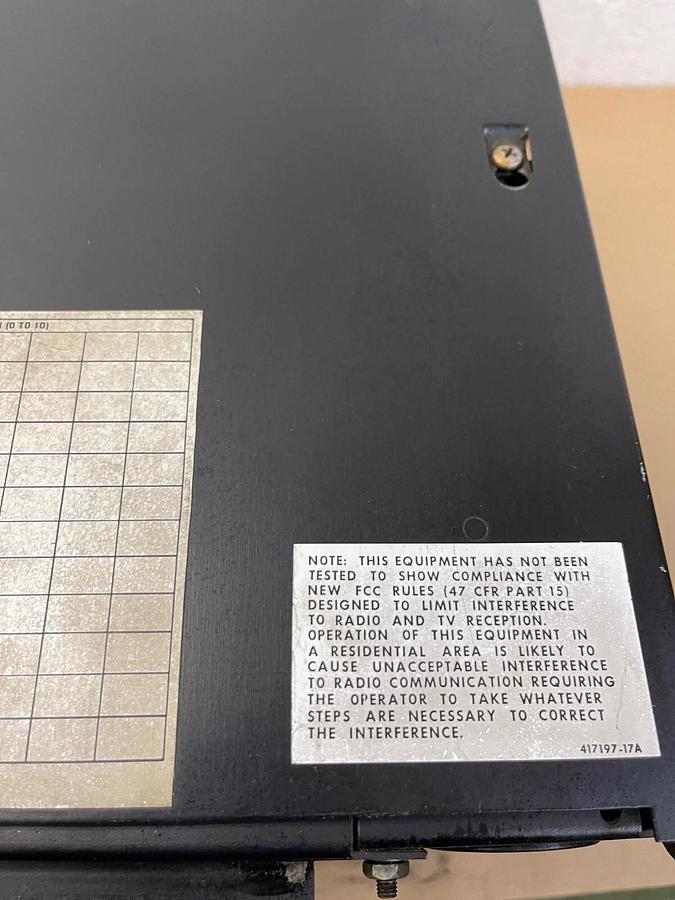 (0 TO 10)
NOTE: THIS EQUIPMENT HAS NOT BEEN
TESTED TO SHOW COMPLIANCE WITH
NEW FCC RULES (47 CFR PART 15)
DESIGNED TO LIMIT INTERFERENCE
TO RADIO AND TV RECEPTION.
OPERATION OF THIS EQUIPMENT IN
A RESIDENTIAL AREA IS LIKELY TO
CAUSE UNACCEPTABLE INTERFERENCE
TO RADIO COMMUNICATION REQUIRING
THE OPERATOR TO TAKE WHATEVER
STEPS ARE NECESSARY TO CORRECT
THE INTERFERENCE.
417197-17A